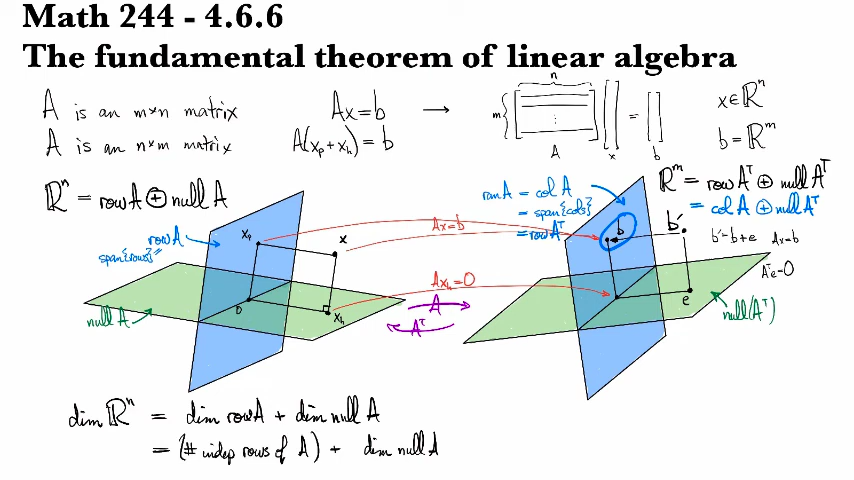 Math 244 - 4.6.6
The fundamental theorem of linear algebra
A is an m×n matrix
Ax=b →
n
m
A
x
=
b
x∈ℝⁿ
A is an n×m matrix
A(xₚ+xₕ)=b
b=ℝᵐ
ℝⁿ = row A ⊕ null A
ran A = col A
= span{cols}
= row Aᵀ
ℝᵐ = row Aᵀ ⊕ null Aᵀ
= col A ⊕ null Aᵀ
b'=b+e Ax=b
Aᵀe=0
row A
span{rows}=
xₚ
x
Ax=b
b
b'
Axₕ=0
0
xₕ
null A
A
Aᵀ
e
null(Aᵀ)
dim ℝⁿ = dim row A + dim null A
= (# indep rows of A) + dim null A